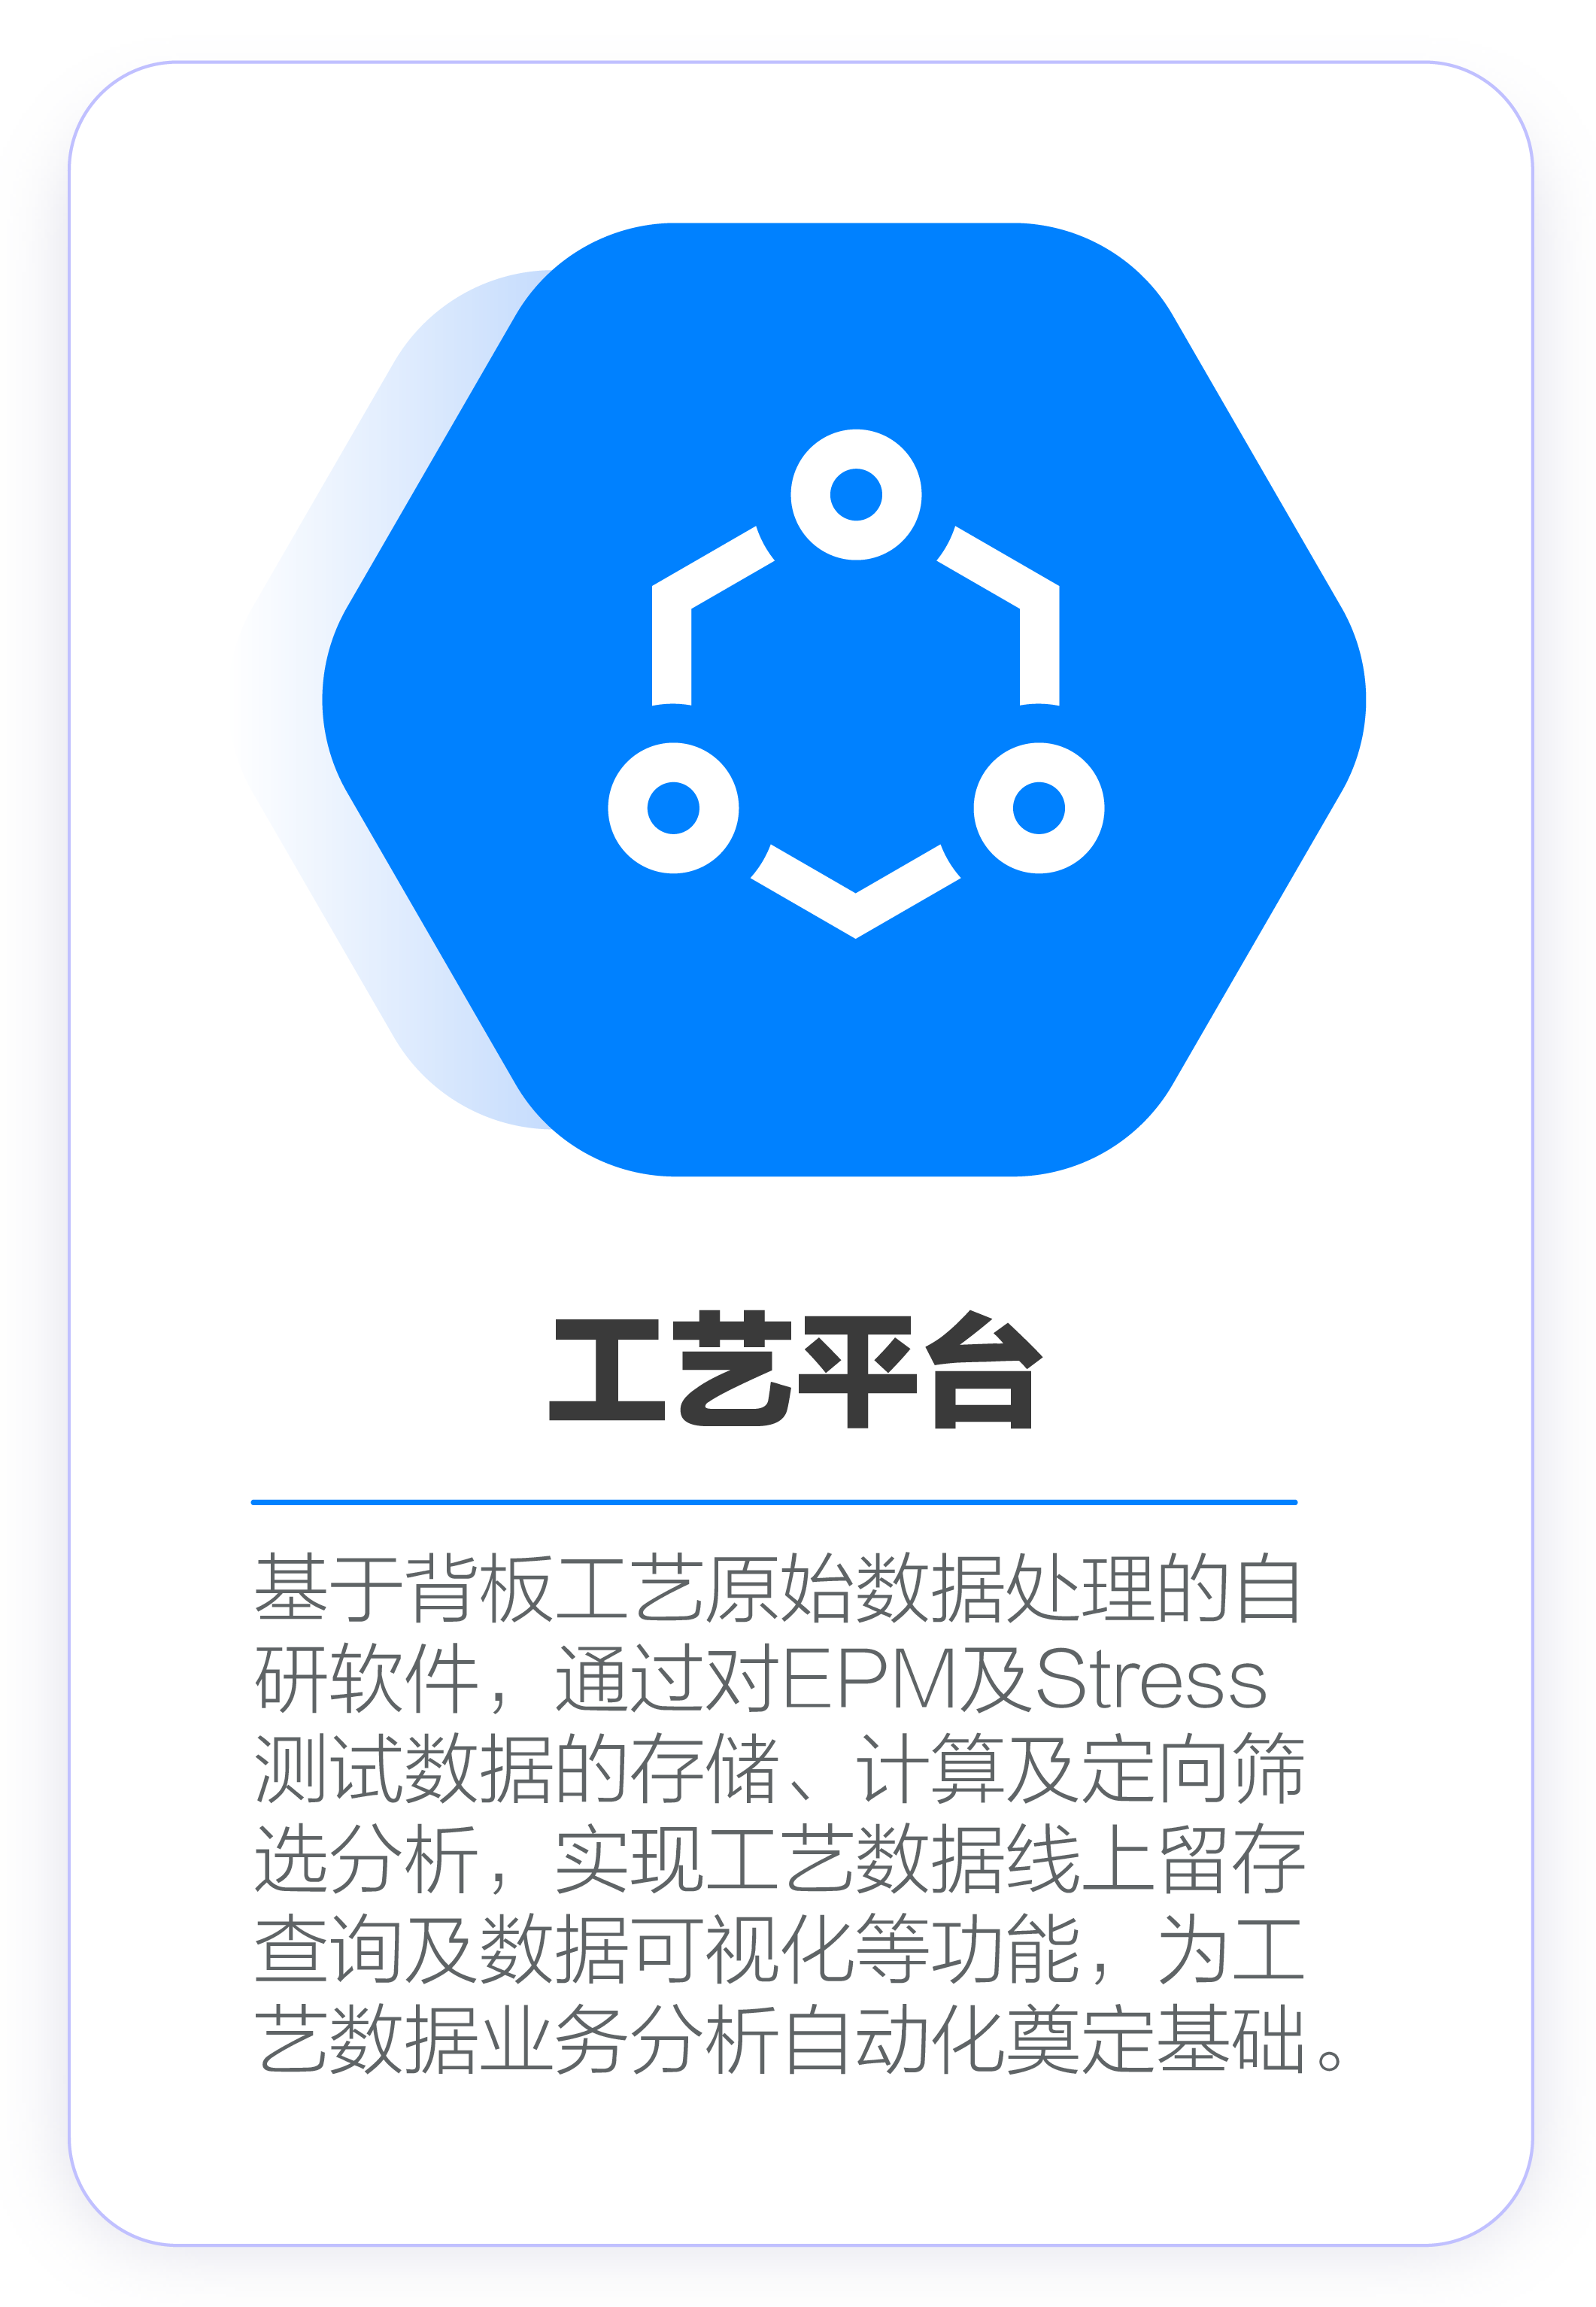 工艺平台
基于背板工艺原始数据处理的自
研软件，通过对EPM及Stress
测试数据的存储、计算及定向筛
选分析，实现工艺数据线上留存
查询及数据可视化等功能，为工
艺数据业务分析自动化奠定基础。